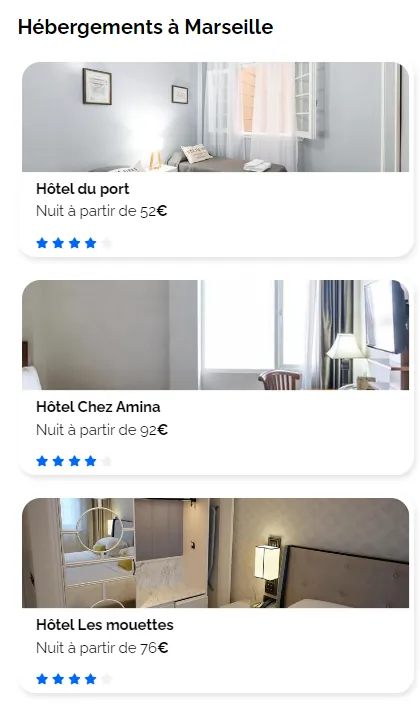 Hébergements à Marseille
Hôtel du port
Nuit à partir de 52€
Hôtel Chez Amina
Nuit à partir de 92€
Hôtel Les mouettes
Nuit à partir de 76€